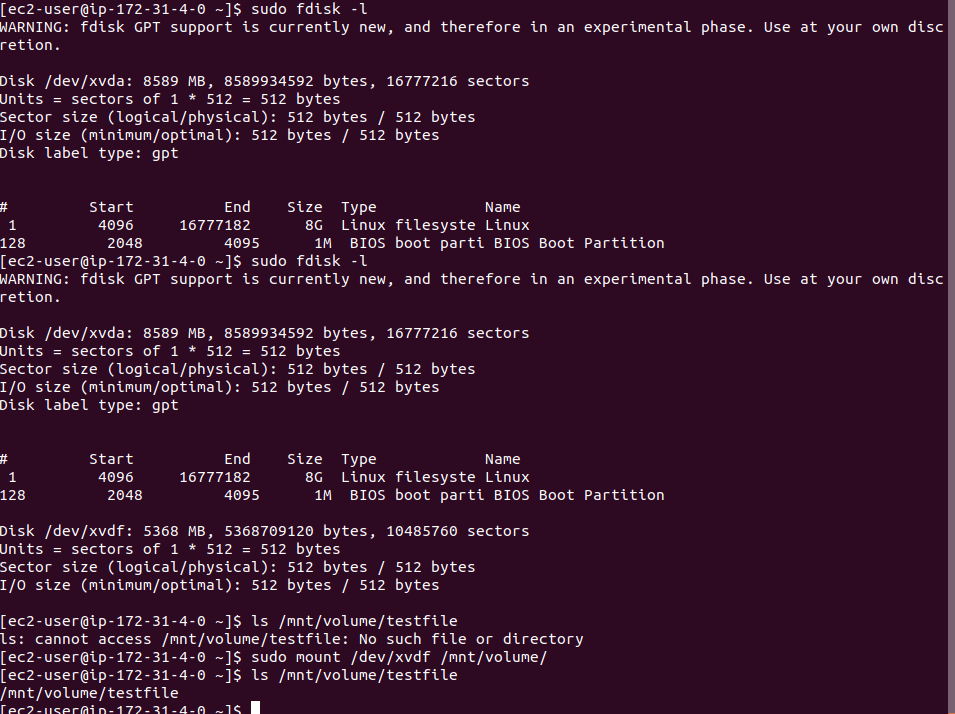 [ec2-user@ip-172-31-4-0 ~]$ sudo fdisk -l
WARNING: fdisk GPT support is currently new, and therefore in an experimental phase. Use at your own disc
retion.
Disk /dev/xvda: 8589 MB, 8589934592 bytes, 16777216 sectors
Units = sectors of 1 * 512 = 512 bytes
Sector size (logical/physical): 512 bytes / 512 bytes
I/O size (minimum/optimal): 512 bytes / 512 bytes
Disk label type: gpt
#         Start          End    Size  Type            Name
 1         4096     16777182      8G  Linux filesyste Linux
128         2048         4095      1M  BIOS boot parti BIOS Boot Partition
[ec2-user@ip-172-31-4-0 ~]$ sudo fdisk -l
WARNING: fdisk GPT support is currently new, and therefore in an experimental phase. Use at your own disc
retion.
Disk /dev/xvda: 8589 MB, 8589934592 bytes, 16777216 sectors
Units = sectors of 1 * 512 = 512 bytes
Sector size (logical/physical): 512 bytes / 512 bytes
I/O size (minimum/optimal): 512 bytes / 512 bytes
Disk label type: gpt
#         Start          End    Size  Type            Name
 1         4096     16777182      8G  Linux filesyste Linux
128         2048         4095      1M  BIOS boot parti BIOS Boot Partition
Disk /dev/xvdf: 5368 MB, 5368709120 bytes, 10485760 sectors
Units = sectors of 1 * 512 = 512 bytes
Sector size (logical/physical): 512 bytes / 512 bytes
I/O size (minimum/optimal): 512 bytes / 512 bytes
[ec2-user@ip-172-31-4-0 ~]$ ls /mnt/volume/testfile
ls: cannot access /mnt/volume/testfile: No such file or directory
[ec2-user@ip-172-31-4-0 ~]$ sudo mount /dev/xvdf /mnt/volume/
[ec2-user@ip-172-31-4-0 ~]$ ls /mnt/volume/testfile
/mnt/volume/testfile
[ec2-user@ip-172-31-4-0 ~]$